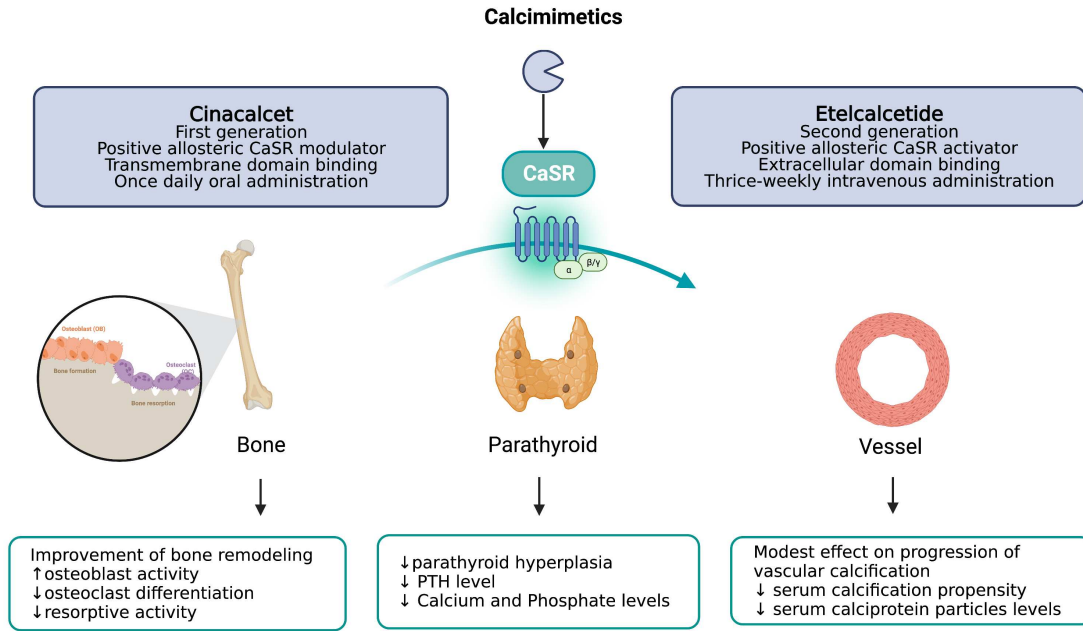 Calcimimetics
Cinacalcet
First generation
Positive allosteric CaSR modulator
Transmembrane domain binding
Once daily oral administration
CaSR
Etelcalcetide
Second generation
Positive allosteric CaSR activator
Extracellular domain binding
Thrice-weekly intravenous administration
α
β/γ
Osteoblast (OB)
Bone formation
Osteoclast
(OC)
Bone resorption
Bone
Parathyroid
Vessel
Improvement of bone remodeling
↑osteoblast activity
↓osteoclast differentiation
↓resorptive activity
↓parathyroid hyperplasia
↓ PTH level
↓ Calcium and Phosphate levels
Modest effect on progression of
vascular calcification
↓ serum calcification propensity
↓ serum calciprotein particles levels